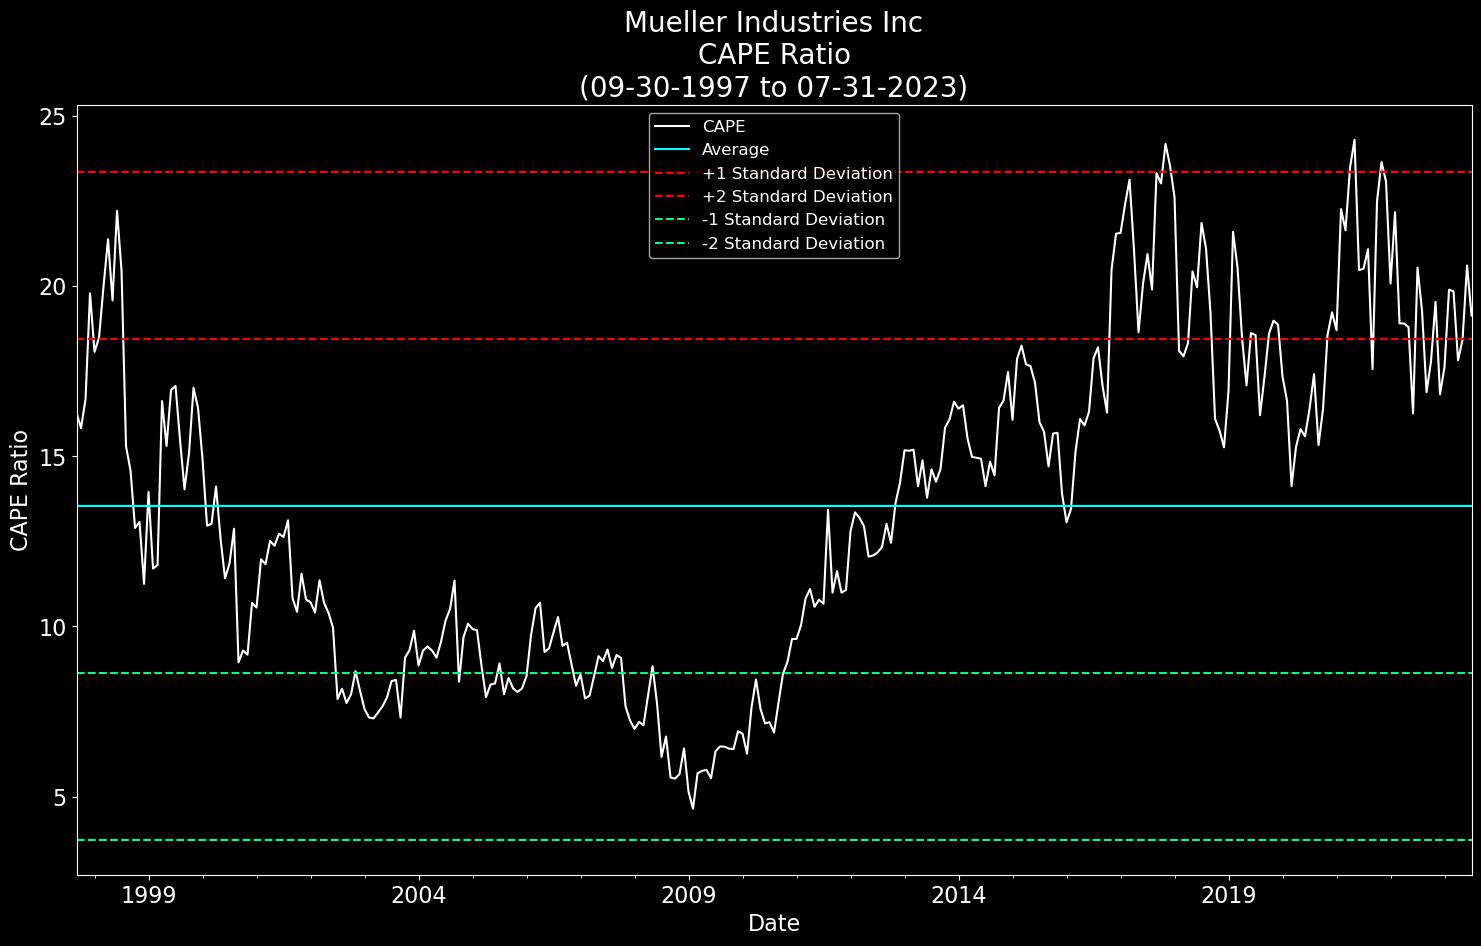 Mueller Industries Inc
CAPE Ratio
(09-30-1997 to 07-31-2023)
25
20
15
10
5
CAPE Ratio
CAPE
Average
+1 Standard Deviation
+2 Standard Deviation
-1 Standard Deviation
-2 Standard Deviation
1999
2004
2009
2014
2019
Date